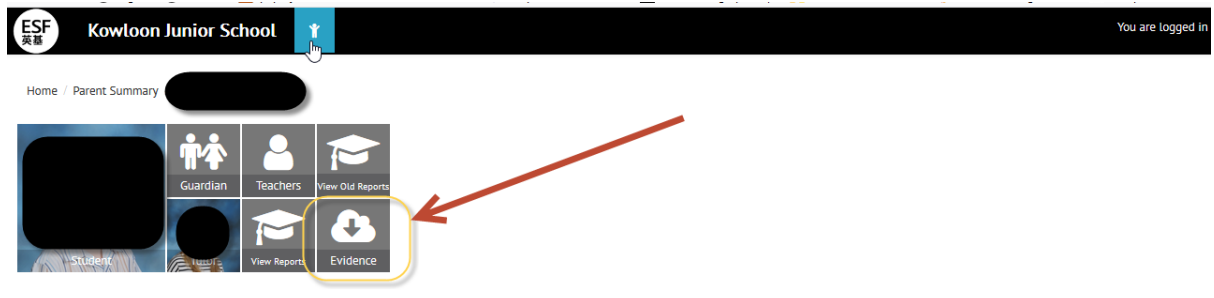 ESF
英基
Kowloon Junior School
You are logged in
Home / Parent Summary
Guardian
Teachers
View Old Reports
Student
Tutors
View Reports
Evidence